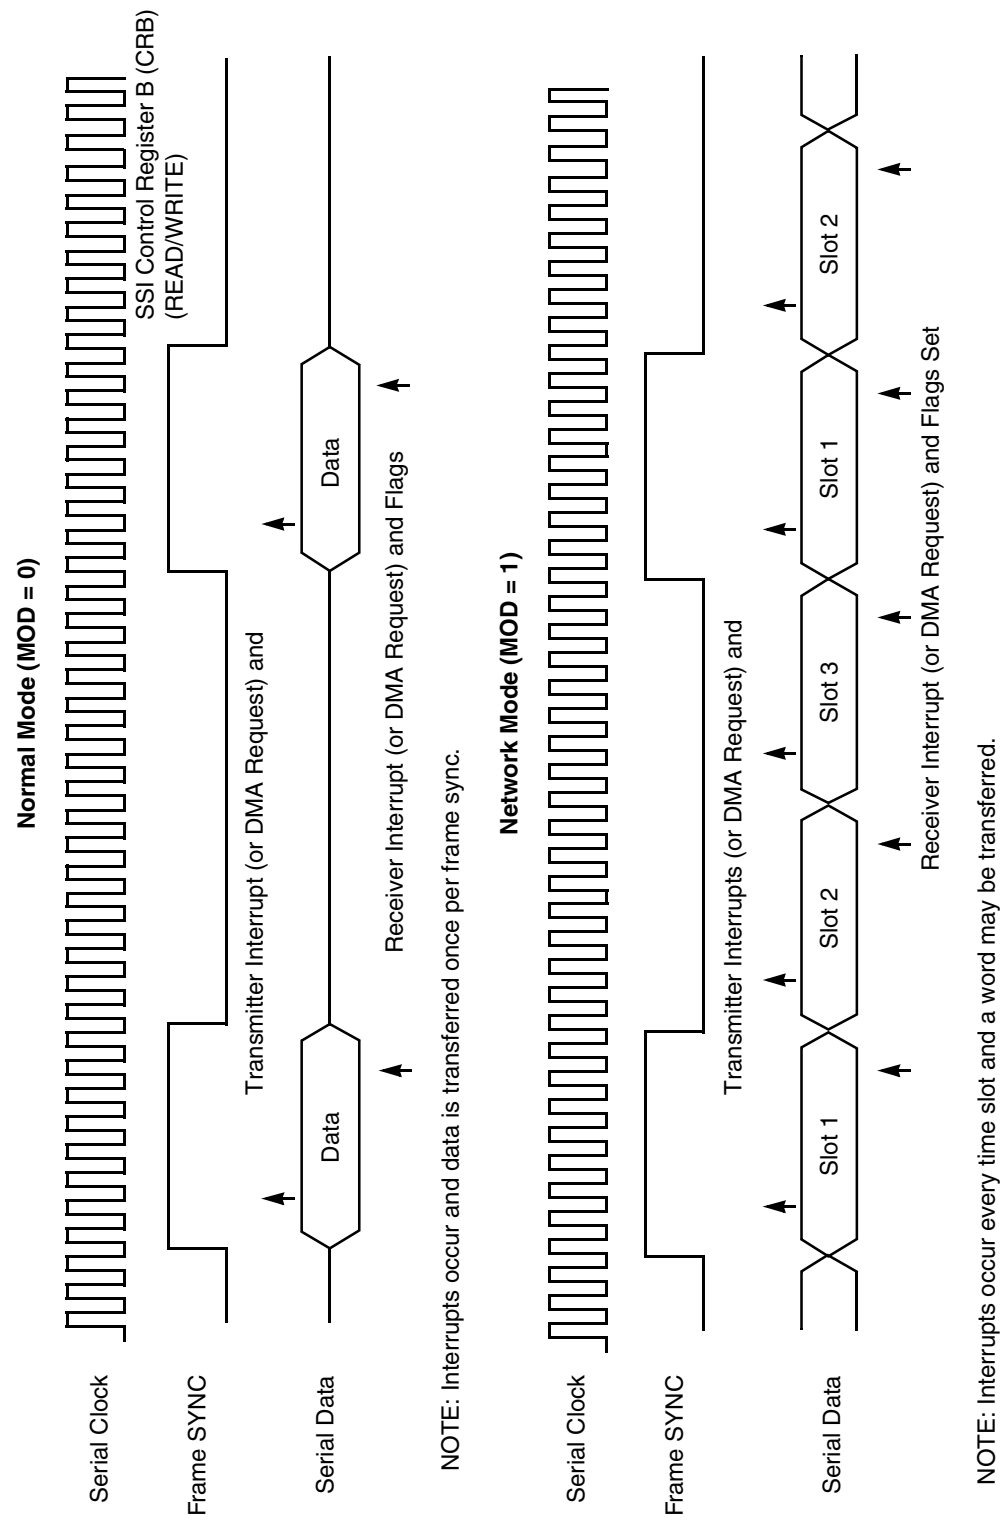 Normal Mode (MOD = 0)
Serial Clock
SSI Control Register B (CRB)
(READ/WRITE)
Frame SYNC
Transmitter Interrupt (or DMA Request) and
Serial Data
Data
Data
Receiver Interrupt (or DMA Request) and Flags
NOTE: Interrupts occur and data is transferred once per frame sync.
Network Mode (MOD = 1)
Serial Clock
Frame SYNC
Transmitter Interrupts (or DMA Request) and
Serial Data
Slot 1
Slot 2
Slot 3
Slot 1
Slot 2
Receiver Interrupt (or DMA Request) and Flags Set
NOTE: Interrupts occur every time slot and a word may be transferred.